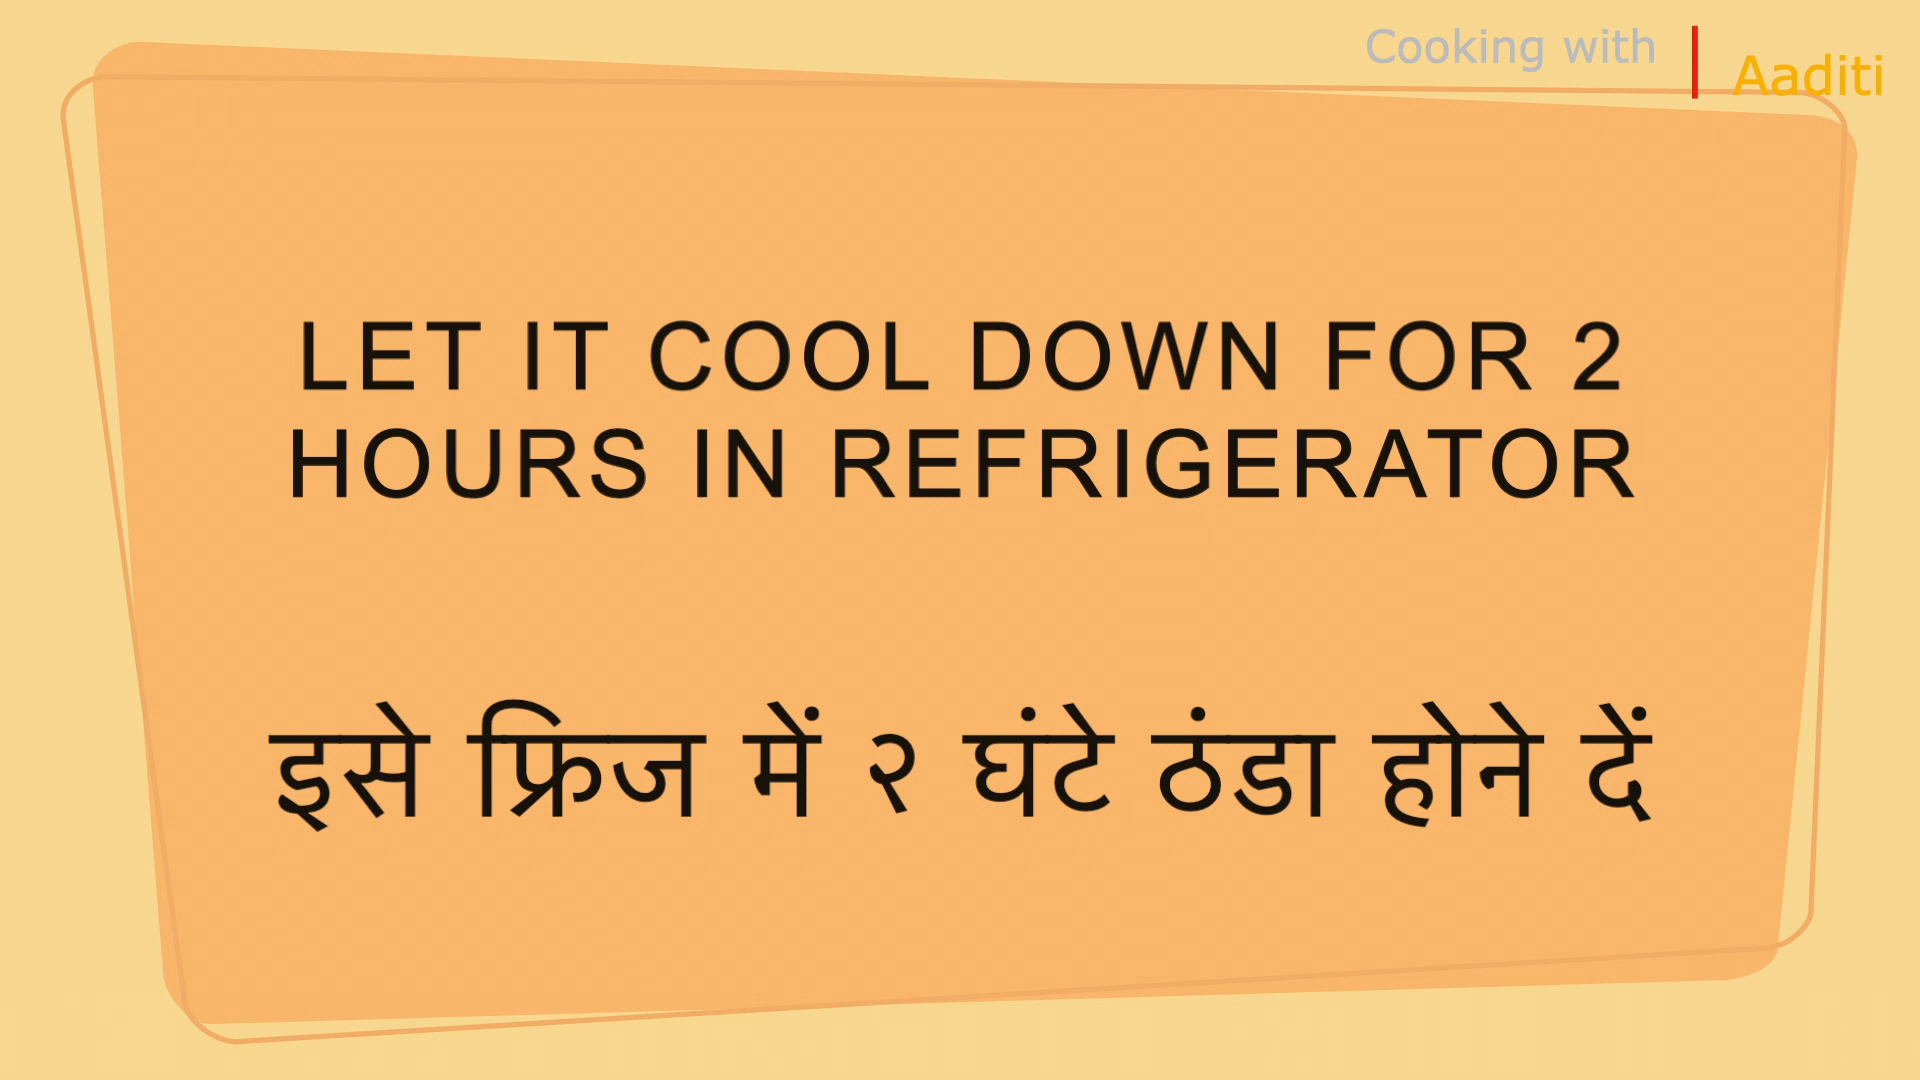 Cooking with
Aaditi
LET IT COOL DOWN FOR 2
HOURS IN REFRIGERATOR
इसे फ्रिज में २ घंटे ठंडा होने दें